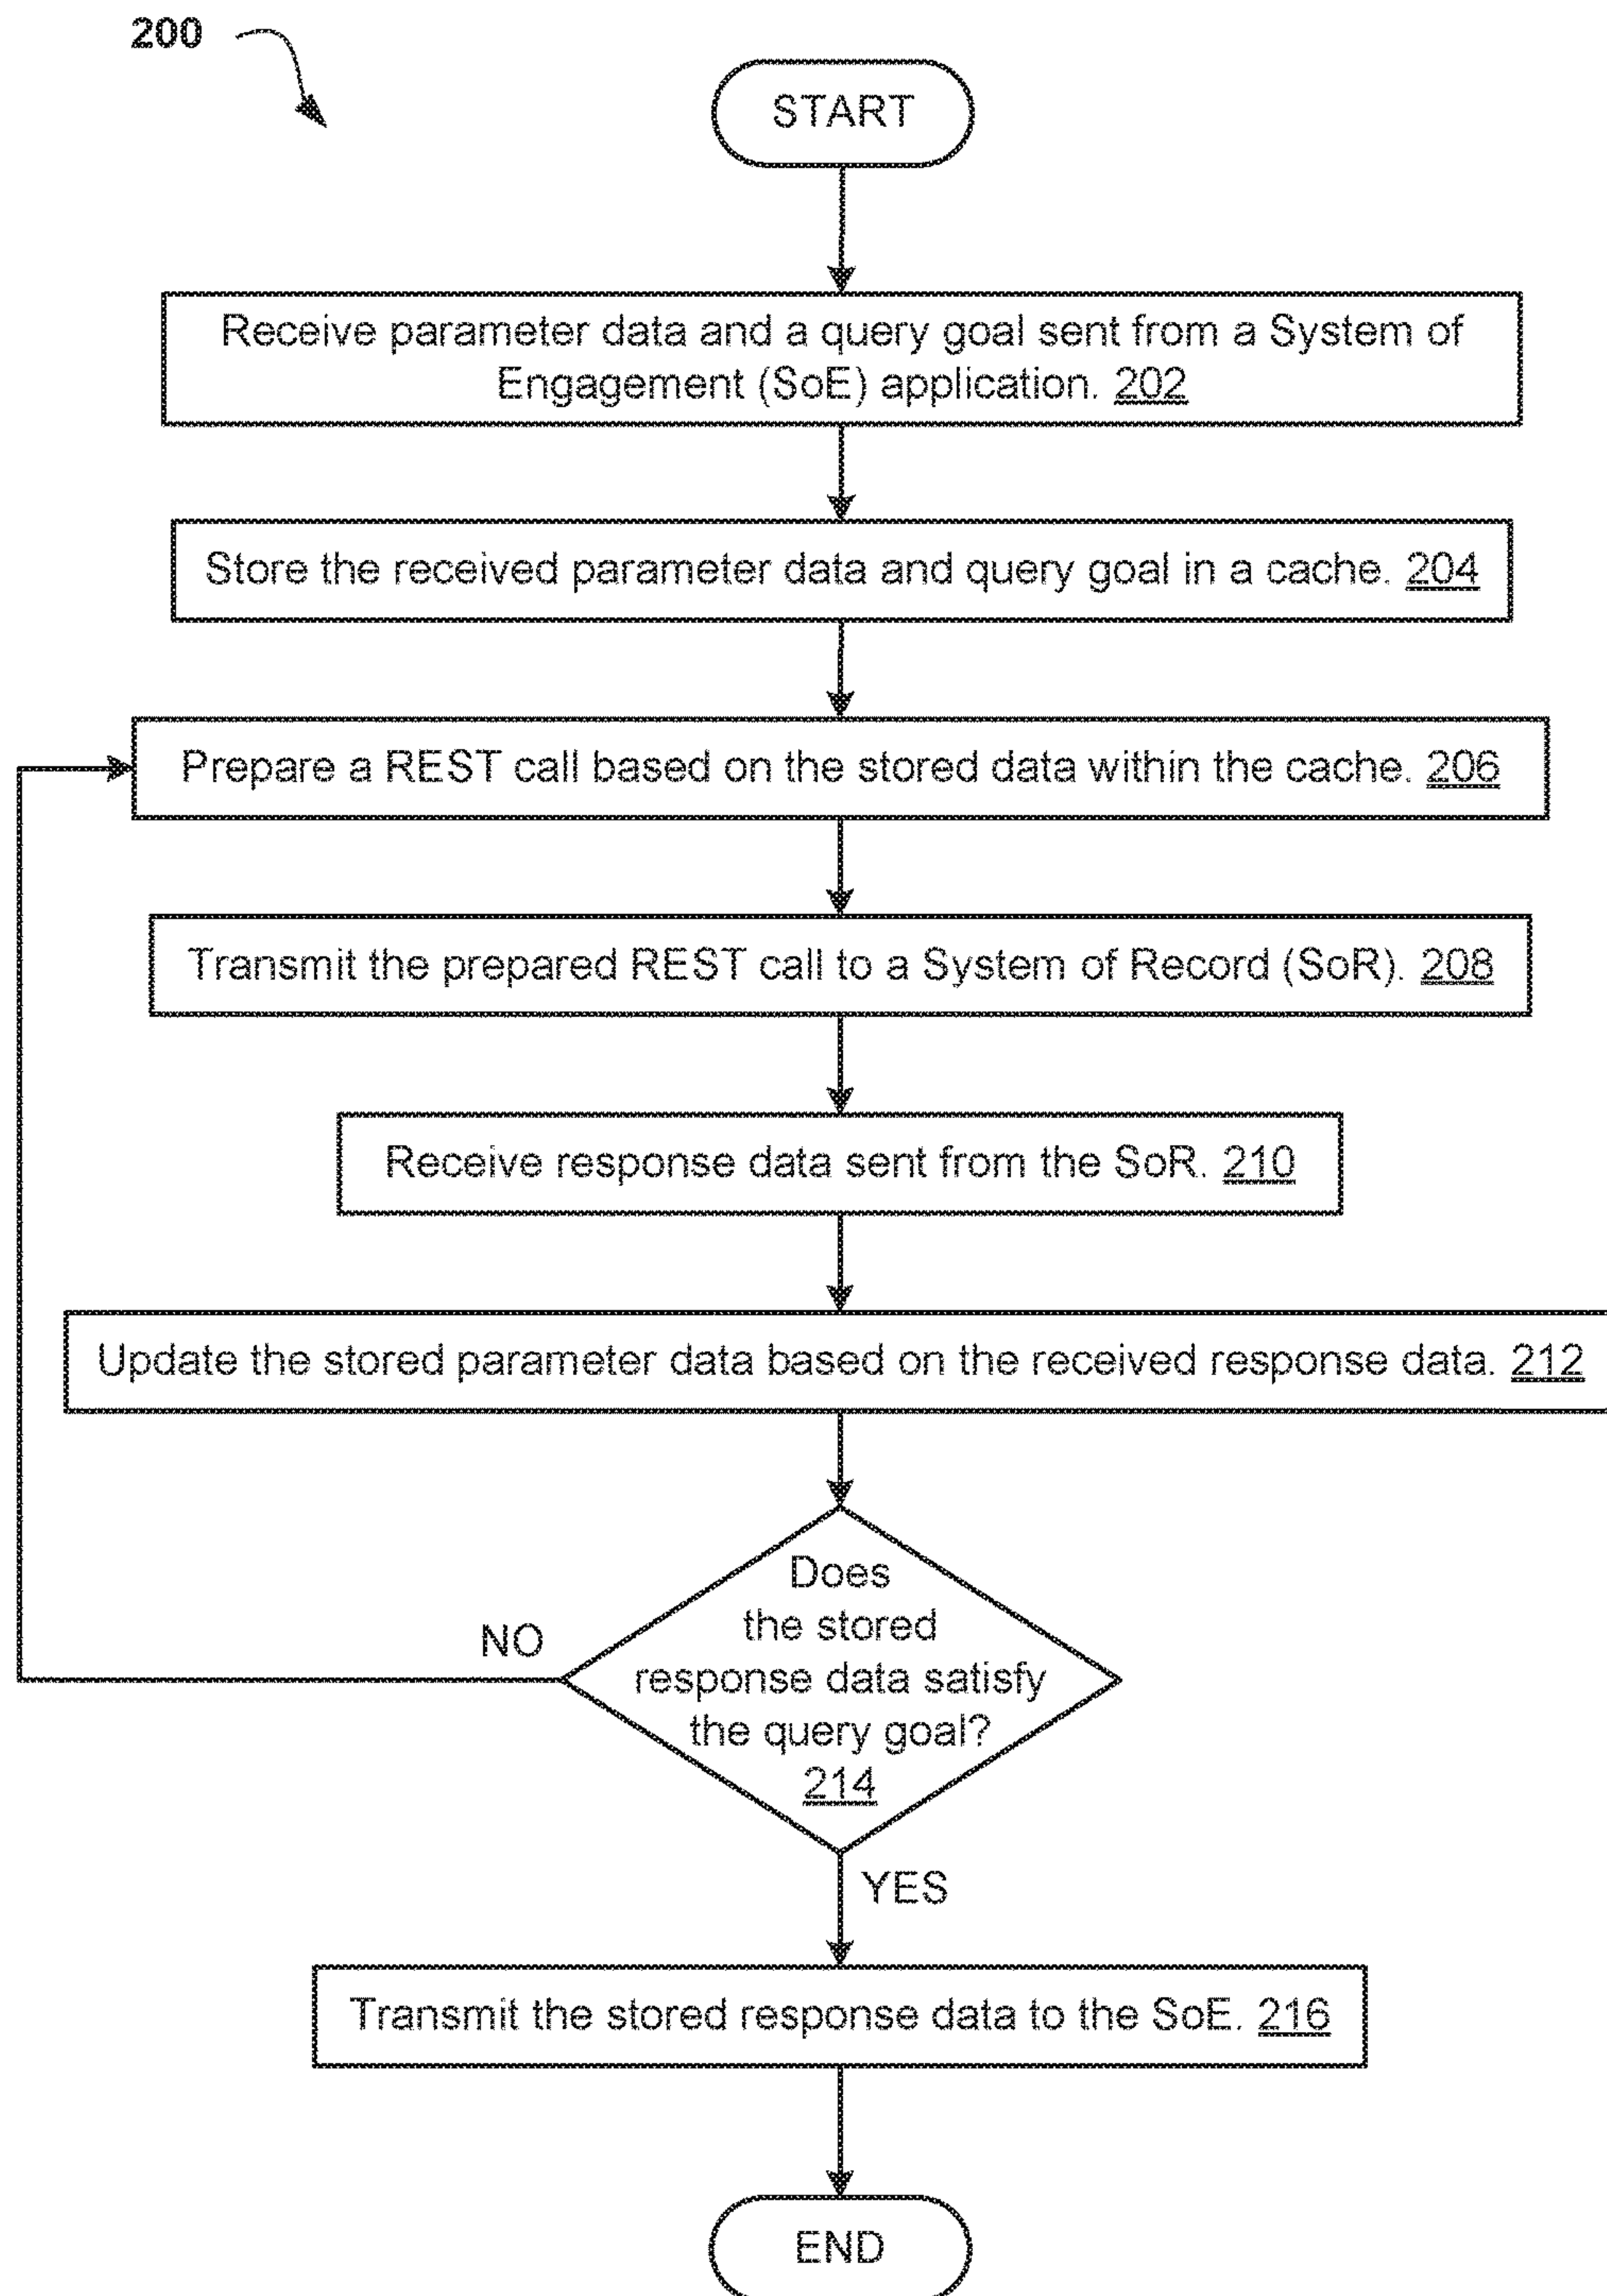 200
START
Receive parameter data and a query goal sent from a System of
Engagement (SoE) application. 202
Store the received parameter data and query goal in a cache. 204
Prepare a REST call based on the stored data within the cache. 206
Transmit the prepared REST call to a System of Record (SoR). 208
Receive response data sent from the SoR. 210
Update the stored parameter data based on the received response data. 212
Does
the stored
response data satisfy
the query goal?
214
NO
YES
Transmit the stored response data to the SoE. 216
END